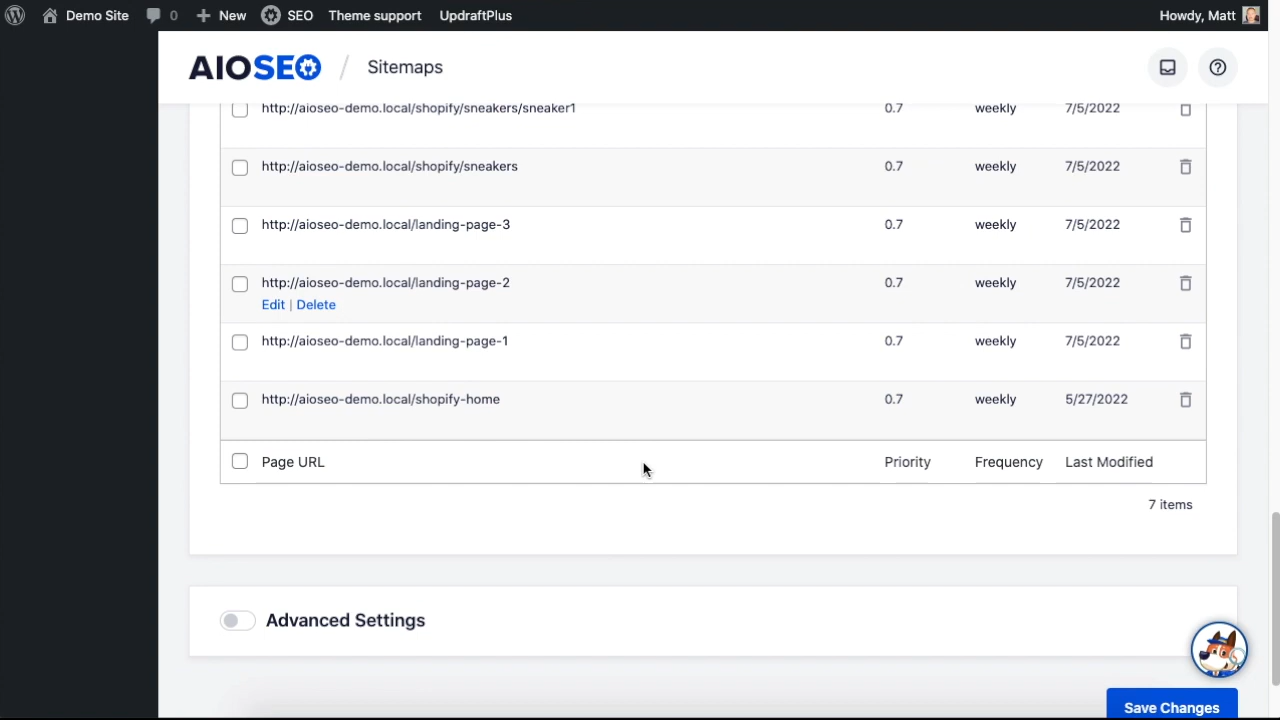 Demo Site 0 New SEO Theme support UpdraftPlus Howdy, Matt
AIOSEO / Sitemaps
http://aioseo-demo.local/shopify/sneakers/sneaker1 0.7 weekly 7/5/2022
http://aioseo-demo.local/shopify/sneakers 0.7 weekly 7/5/2022
http://aioseo-demo.local/landing-page-3 0.7 weekly 7/5/2022
http://aioseo-demo.local/landing-page-2 0.7 weekly 7/5/2022
Edit | Delete
http://aioseo-demo.local/landing-page-1 0.7 weekly 7/5/2022
http://aioseo-demo.local/shopify-home 0.7 weekly 5/27/2022
Page URL Priority Frequency Last Modified
7 items
Advanced Settings
Save Changes